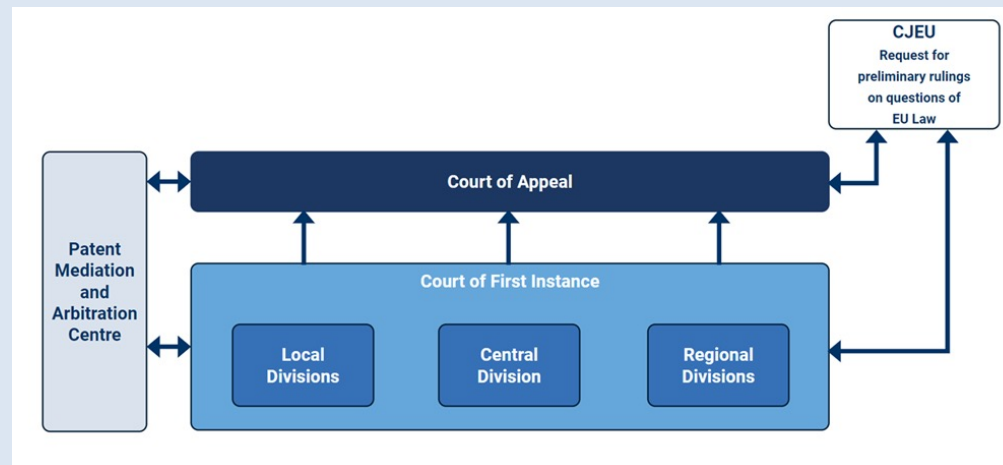 CJEU
Request for
preliminary rulings
on questions of
EU Law
Court of Appeal
Patent
Mediation
and
Arbitration
Centre
Court of First Instance
Local
Divisions
Central
Division
Regional
Divisions